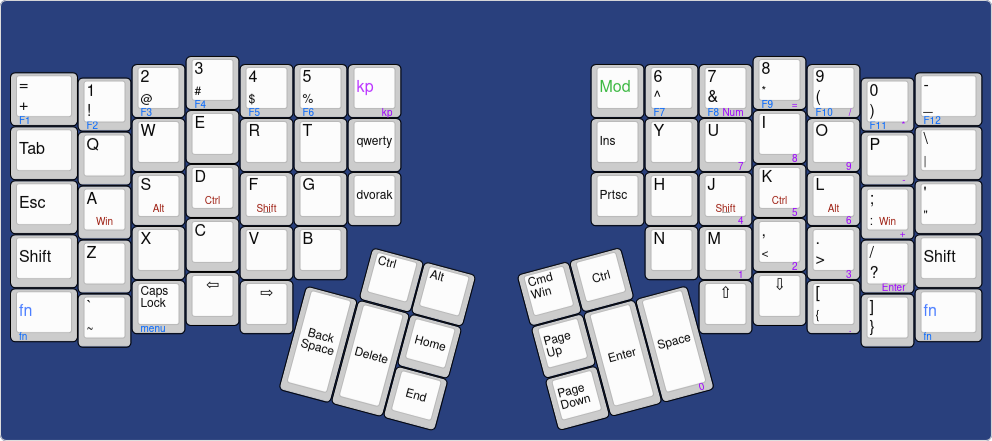 =
+
F1
1
!
F2
2
@
F3
3
#
F4
4
$
F5
5
%
F6
kp
kp
Mod
6
^
F7
7
&
F8 Num
8
*
F9 =
9
(
F10 /
0
)
F11 *
-
_
F12
Tab
Q
W
E
R
T
qwerty
Ins
Y
U
7
I
8
O
9
P
-
\
|
Esc
A
Win
S
Alt
D
Ctrl
F
Shift
G
dvorak
Prtsc
H
J
Shift
4
K
Ctrl
5
L
Alt
6
;
: Win
+
'
"
Shift
Z
X
C
V
B
N
M
1
,
<
2
.
>
3
/
?
Enter
Shift
fn
fn
`
~
Caps
Lock
menu
⇦
⇨
⇧
⇩
[
{
.
]
}
fn
fn
Ctrl
Alt
Back
Space
Delete
Home
End
Cmd
Win
Ctrl
Page
Up
Enter
Space
0
Page
Down